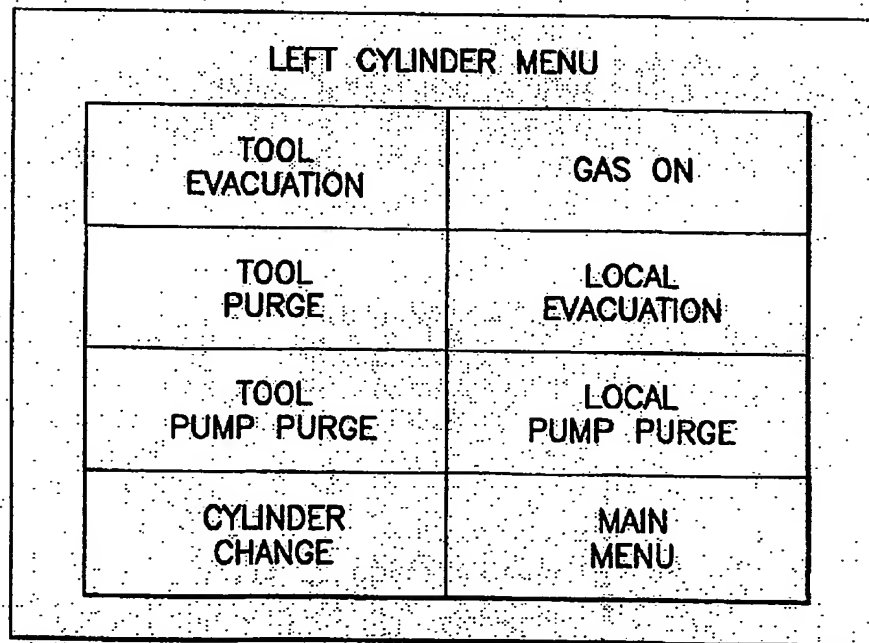 LEFT CYLINDER MENU
TOOL
EVACUATION
GAS ON
TOOL
PURGE
LOCAL
EVACUATION
TOOL
PUMP PURGE
LOCAL
PUMP PURGE
CYLINDER
CHANGE
MAIN
MENU